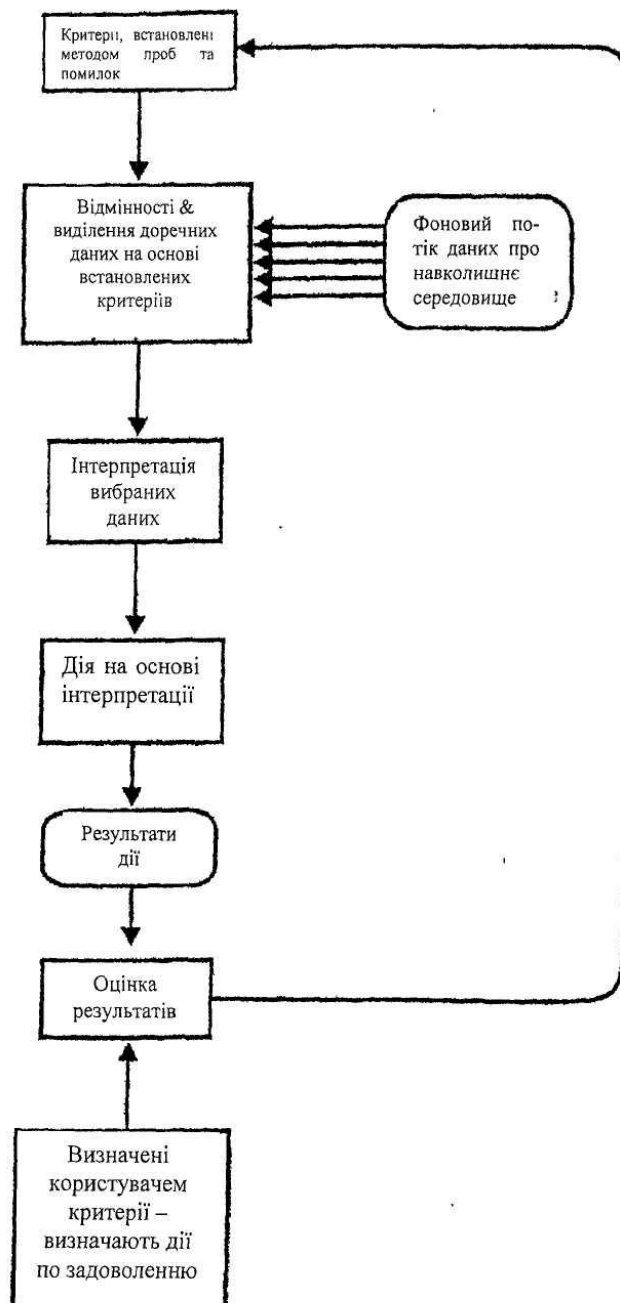 Критерії, встановлені
методом проб та
помилок
Відмінності &
виділення доречних
даних на основі
встановлених
критеріїв
Фоновий по-
тік даних про
навколишнє
середовище
Інтерпретація
вибраних
даних
Дія на основі
інтерпретації
Результати
дії
Оцінка
результатів
Визначені
користувачем
критерії –
визначають дії
по задоволенню